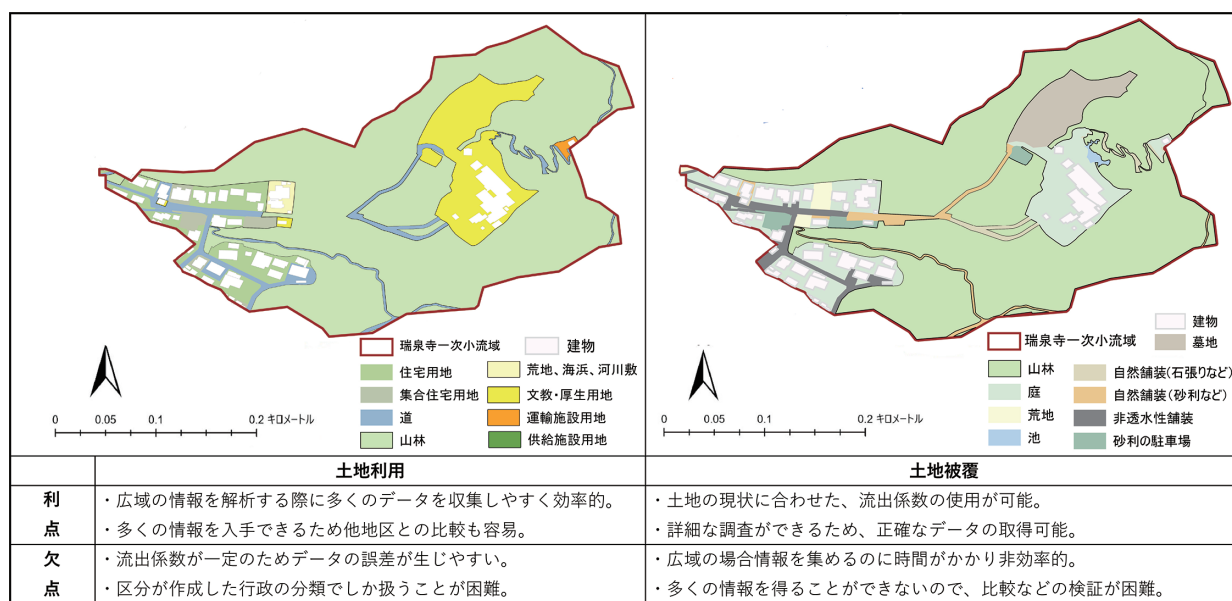 瑞泉寺一次小流域
建物
住宅用地
荒地、海浜、河川敷
集合住宅用地
文教・厚生用地
道
運輸施設用地
山林
供給施設用地
0 0.05 0.1 0.2 キロメートル
建物
瑞泉寺一次小流域
墓地
山林
自然舗装(石張りなど)
庭
自然舗装(砂利など)
荒地
非透水性舗装
池
砂利の駐車場
0 0.05 0.1 0.2 キロメートル
土地利用
土地被覆
利点
・広域の情報を解析する際に多くのデータを収集しやすく効率的。
・多くの情報を入手できるため他地区との比較も容易。
・土地の現状に合わせた、流出係数の使用が可能。
・詳細な調査ができるため、正確なデータの取得可能。
欠点
・流出係数が一定のためデータの誤差が生じやすい。
・区分が作成した行政の分類でしか扱うことが困難。
・広域の場合情報を集めるのに時間がかかり非効率的。
・多くの情報を得ることができないので、比較などの検証が困難。